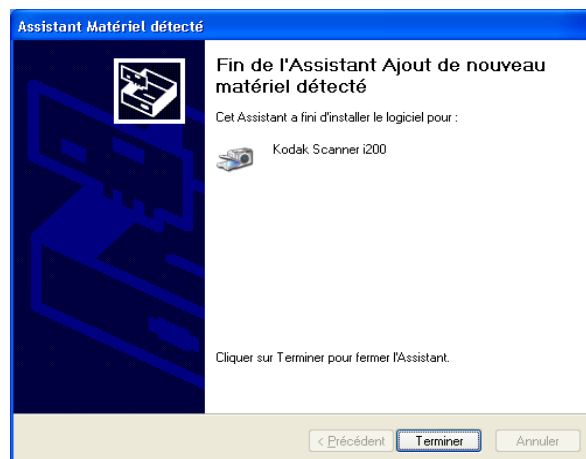 Assistant Matériel détecté
Fin de l'Assistant Ajout de nouveau
matériel détecté
Cet Assistant a fini d'installer le logiciel pour :
Kodak Scanner i200
Cliquer sur Terminer pour fermer l'Assistant.
< Précédent Terminer Annuler